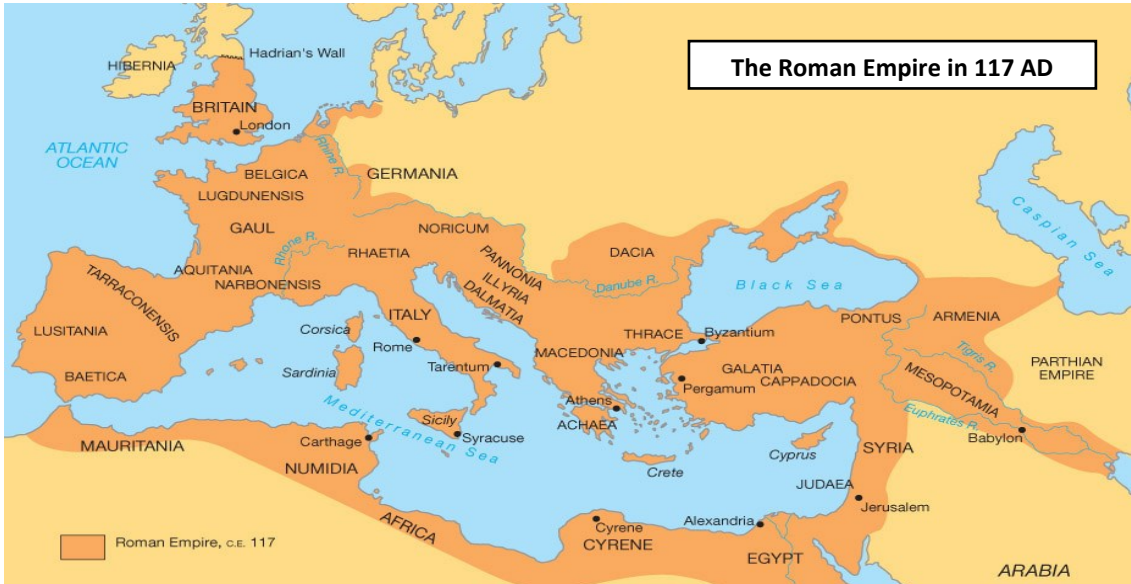 The Roman Empire in 117 AD
Hadrian's Wall
HIBERNIA
BRITAIN
London
ATLANTIC
OCEAN
Rhine R.
BELGICA
GERMANIA
LUGDUNENSIS
GAUL
NORICUM
Rhone R.
RHAETIA
DACIA
Caspian Sea
AQUITANIA
NARBONENSIS
PANNONIA
ILLYRIA
DALMATIA
Danube R.
Black Sea
TARRACONENSIS
LUSITANIA
BAETICA
Corsica
ITALY
Rome
Sardinia
Tarentum
THRACE
Byzantium
PONTUS
ARMENIA
MACEDONIA
GALATIA
CAPPADOCIA
Pergamum
Tigris R.
PARTHIAN
EMPIRE
MESOPOTAMIA
Athens
ACHAEA
Euphrates R.
Babylon
Mediterranean Sea
Sicily
Syracuse
Carthage
MAURITANIA
NUMIDIA
Crete
Cyprus
SYRIA
JUDAEA
Jerusalem
AFRICA
Cyrene
CYRENE
Alexandria
EGYPT
ARABIA
Roman Empire, C.E. 117